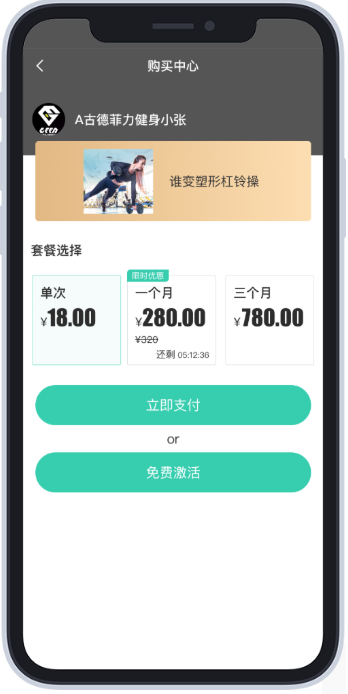 购买中心
A古德菲力健身小张
谁变塑形杠铃操
套餐选择
单次
¥18.00
限时优惠
一个月
¥280.00
¥320
还剩 05:12:36
三个月
¥780.00
立即支付
or
免费激活